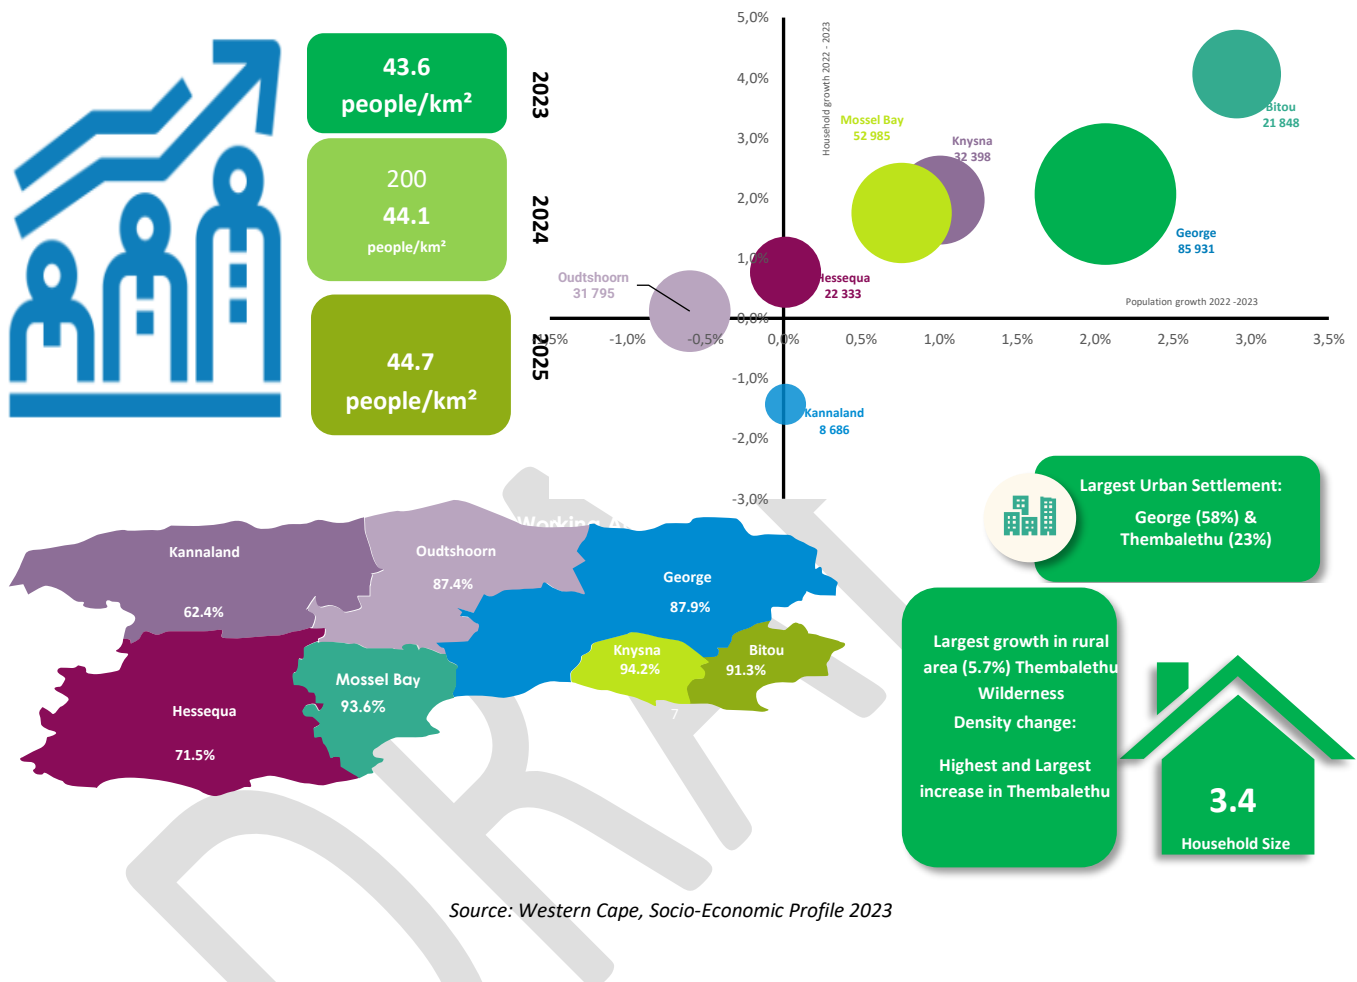 43.6
people/km²
2023
200
44.1
people/km²
2024
44.7
people/km²
2025
5,0%
4,0%
3,0%
2,0%
1,0%
0,0%
-1,0%
-2,0%
-3,0%
Household growth 2022 - 2023
Population growth 2022 -2023
-1,5%
-1,0%
-0,5%
0,0%
0,5%
1,0%
1,5%
2,0%
2,5%
3,0%
3,5%
Bitou
21 848
Mossel Bay
52 985
Knysna
32 398
George
85 931
Hessequa
22 333
Oudtshoorn
31 795
Kannaland
8 686
Largest Urban Settlement:
George (58%) &
Thembalethu (23%)
Working A
Kannaland
62.4%
Oudtshoorn
87.4%
George
87.9%
Knysna
94.2%
Bitou
91.3%
Mossel Bay
93.6%
Hessequa
71.5%
7
Largest growth in rural
area (5.7%) Thembalethu
Wilderness
Density change:
Highest and Largest
increase in Thembalethu
3.4
Household Size
Source: Western Cape, Socio-Economic Profile 2023
DRAFT